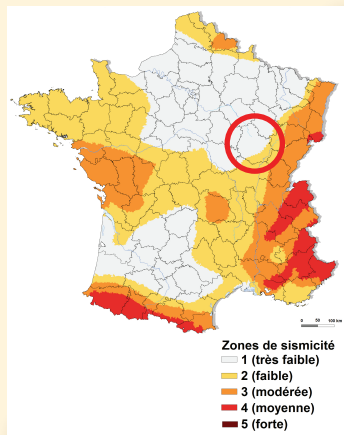 0 50 100 km
Zones de sismicité
1 (très faible)
2 (faible)
3 (modérée)
4 (moyenne)
5 (forte)